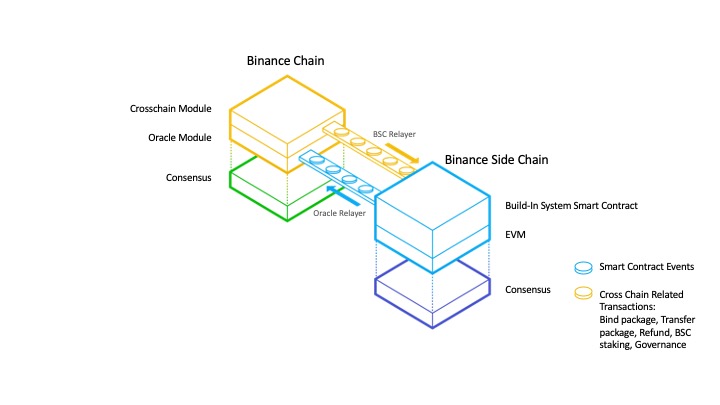 Binance Chain
Crosschain Module
Oracle Module
Consensus
BSC Relayer
Oracle Relayer
Binance Side Chain
Build-In System Smart Contract
EVM
Consensus
Smart Contract Events
Cross Chain Related
Transactions:
Bind package, Transfer
package, Refund, BSC
staking, Governance